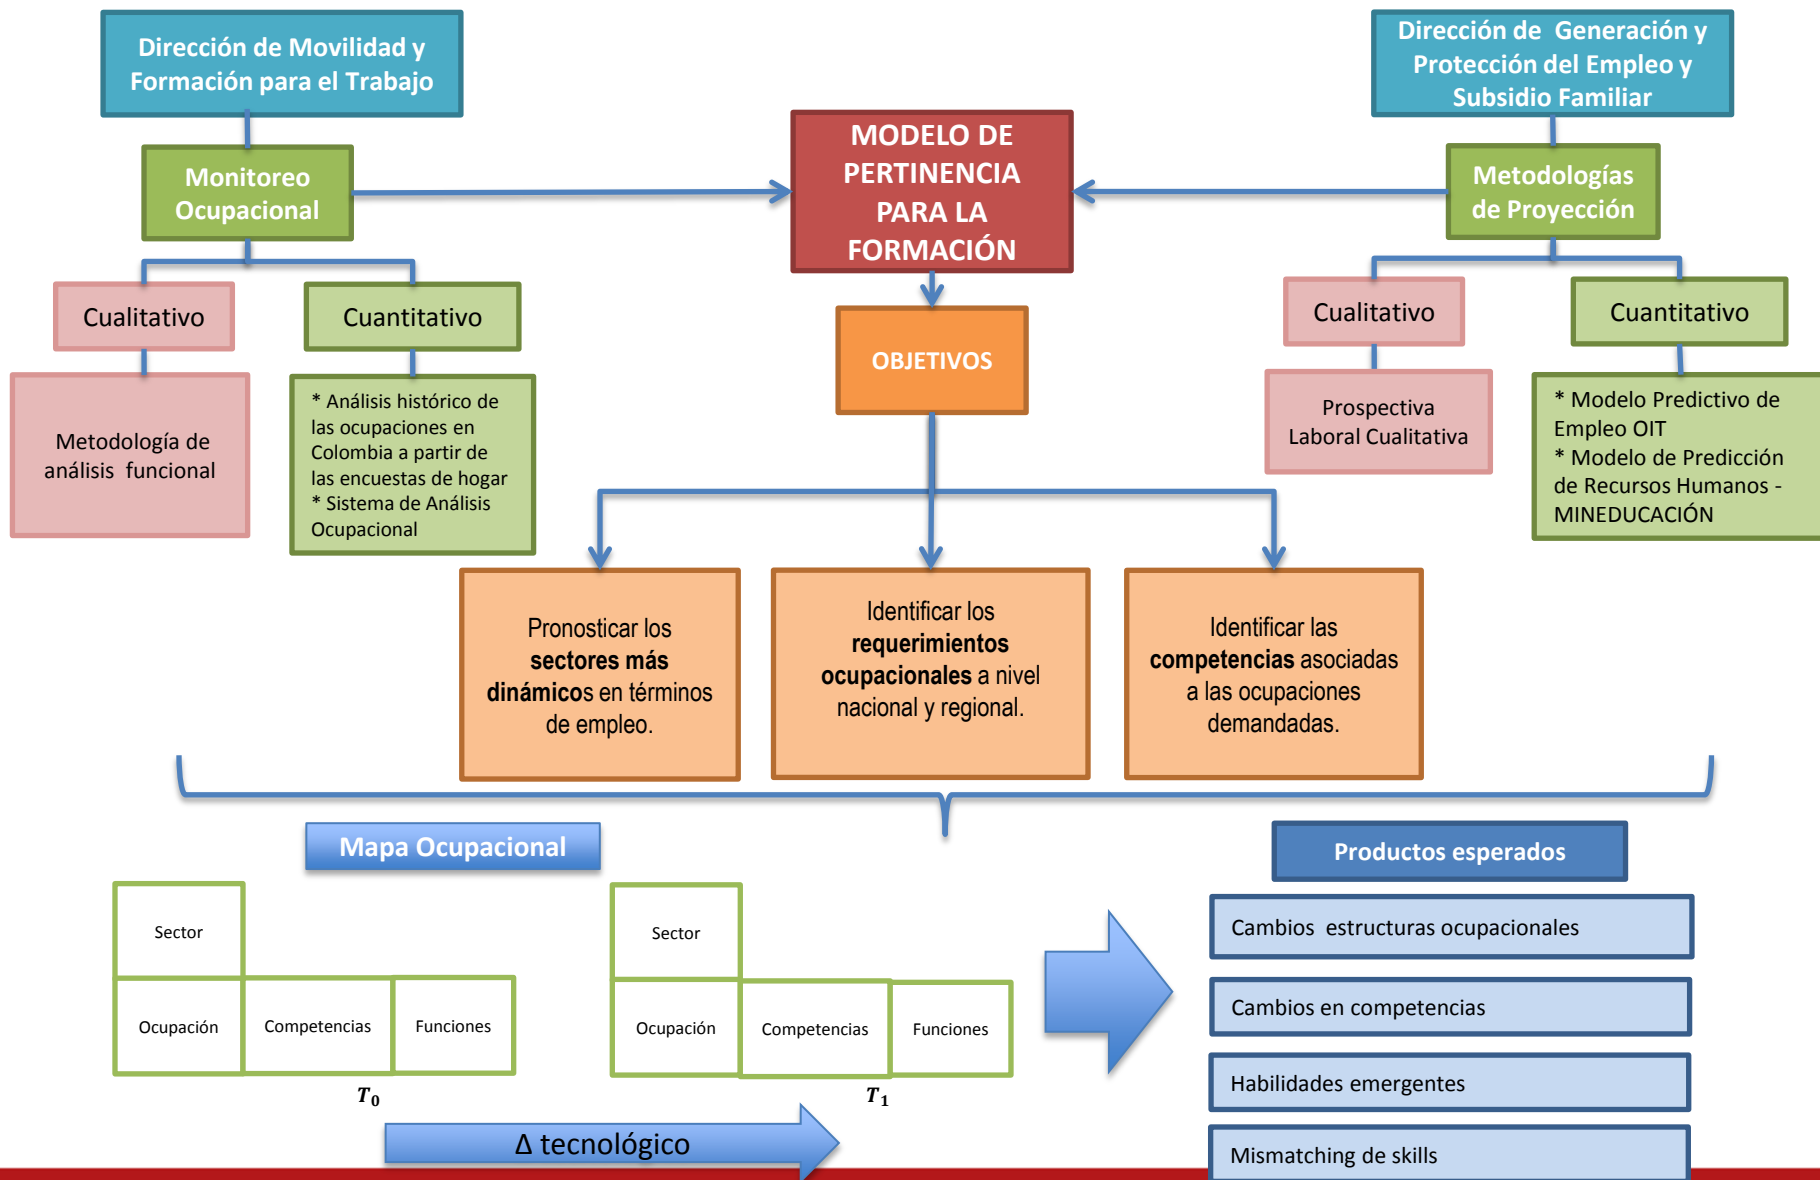 Dirección de Movilidad y
Formación para el Trabajo
Dirección de Generación y
Protección del Empleo y
Subsidio Familiar
MODELO DE
PERTINENCIA
PARA LA
FORMACIÓN
Monitoreo
Ocupacional
Metodologías
de Proyección
Cualitativo
Cuantitativo
OBJETIVOS
Cualitativo
Cuantitativo
Metodología de
análisis funcional
* Análisis histórico de
las ocupaciones en
Colombia a partir de
las encuestas de hogar
* Sistema de Análisis
Ocupacional
Prospectiva
Laboral Cualitativa
* Modelo Predictivo de
Empleo OIT
* Modelo de Predicción
de Recursos Humanos -
MINEDUCACIÓN
Pronosticar los
sectores más
dinámicos en términos
de empleo.
Identificar los
requerimientos
ocupacionales a nivel
nacional y regional.
Identificar las
competencias asociadas
a las ocupaciones
demandadas.
Mapa Ocupacional
Sector
Ocupación Competencias Funciones
T₀
Sector
Ocupación Competencias Funciones
T₁
Δ tecnológico
Productos esperados
Cambios estructuras ocupacionales
Cambios en competencias
Habilidades emergentes
Mismatching de skills